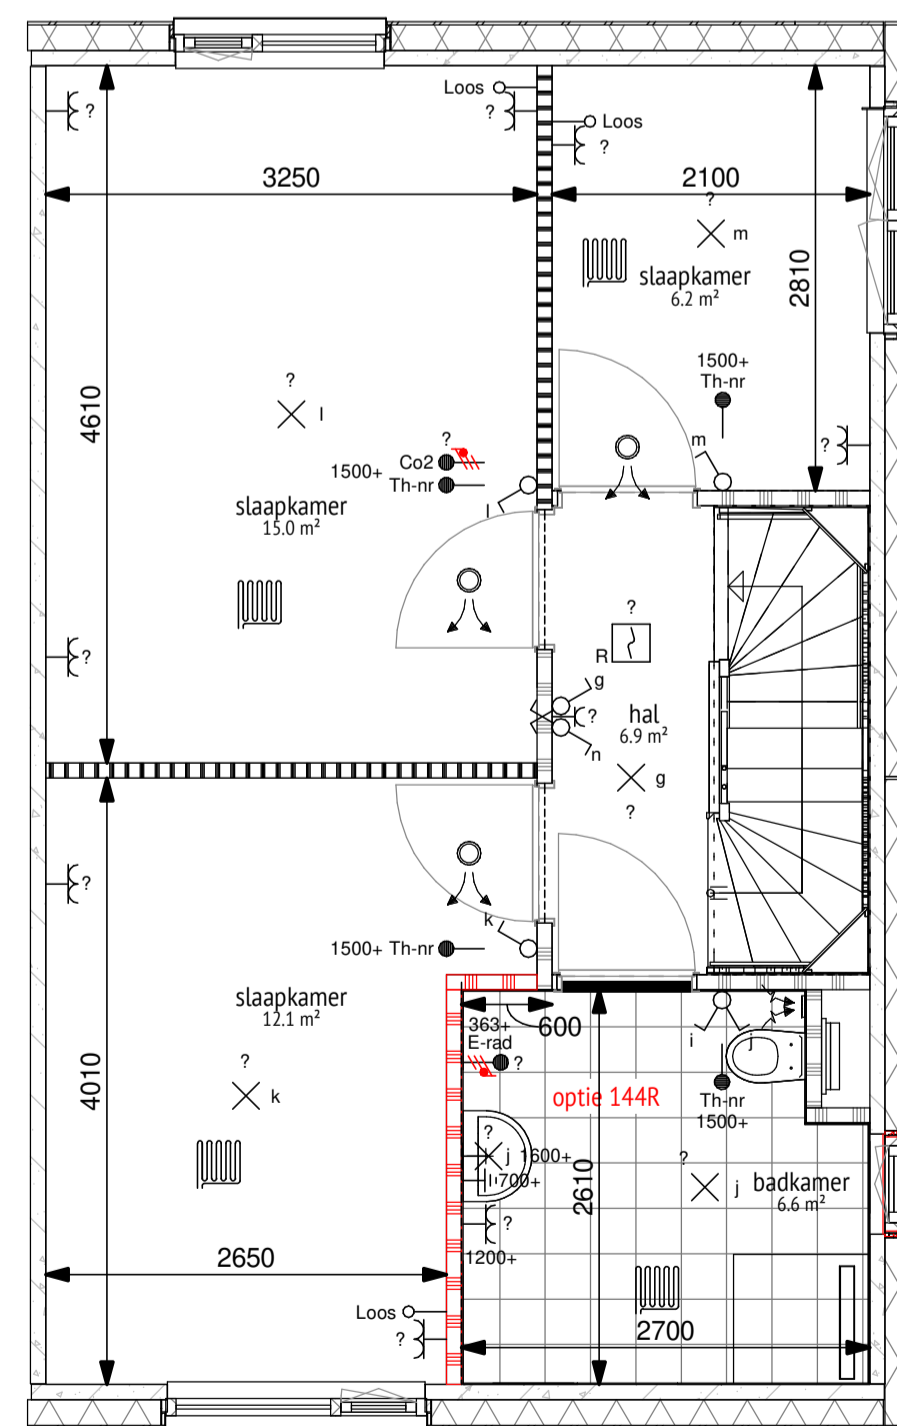 Loos
?
?
Loos
?
3250
2100
?
m
slaapkamer
6.2 m²
2810
1500+
Th-nr
?
l
4610
m
?
?
Co2
1500+
Th-nr
l
slaapkamer
15.0 m²
?
R
g
?
?
hal
6.9 m²
n
g
?
?
k
1500+ Th-nr
slaapkamer
12.1 m²
363+
E-rad
?
600
i
j
4010
?
k
optie 144R
Th-nr
1500+
?
j 1600+
700+
?
1200+
2610
?
j
badkamer
6.6 m²
2650
Loos
?
2700